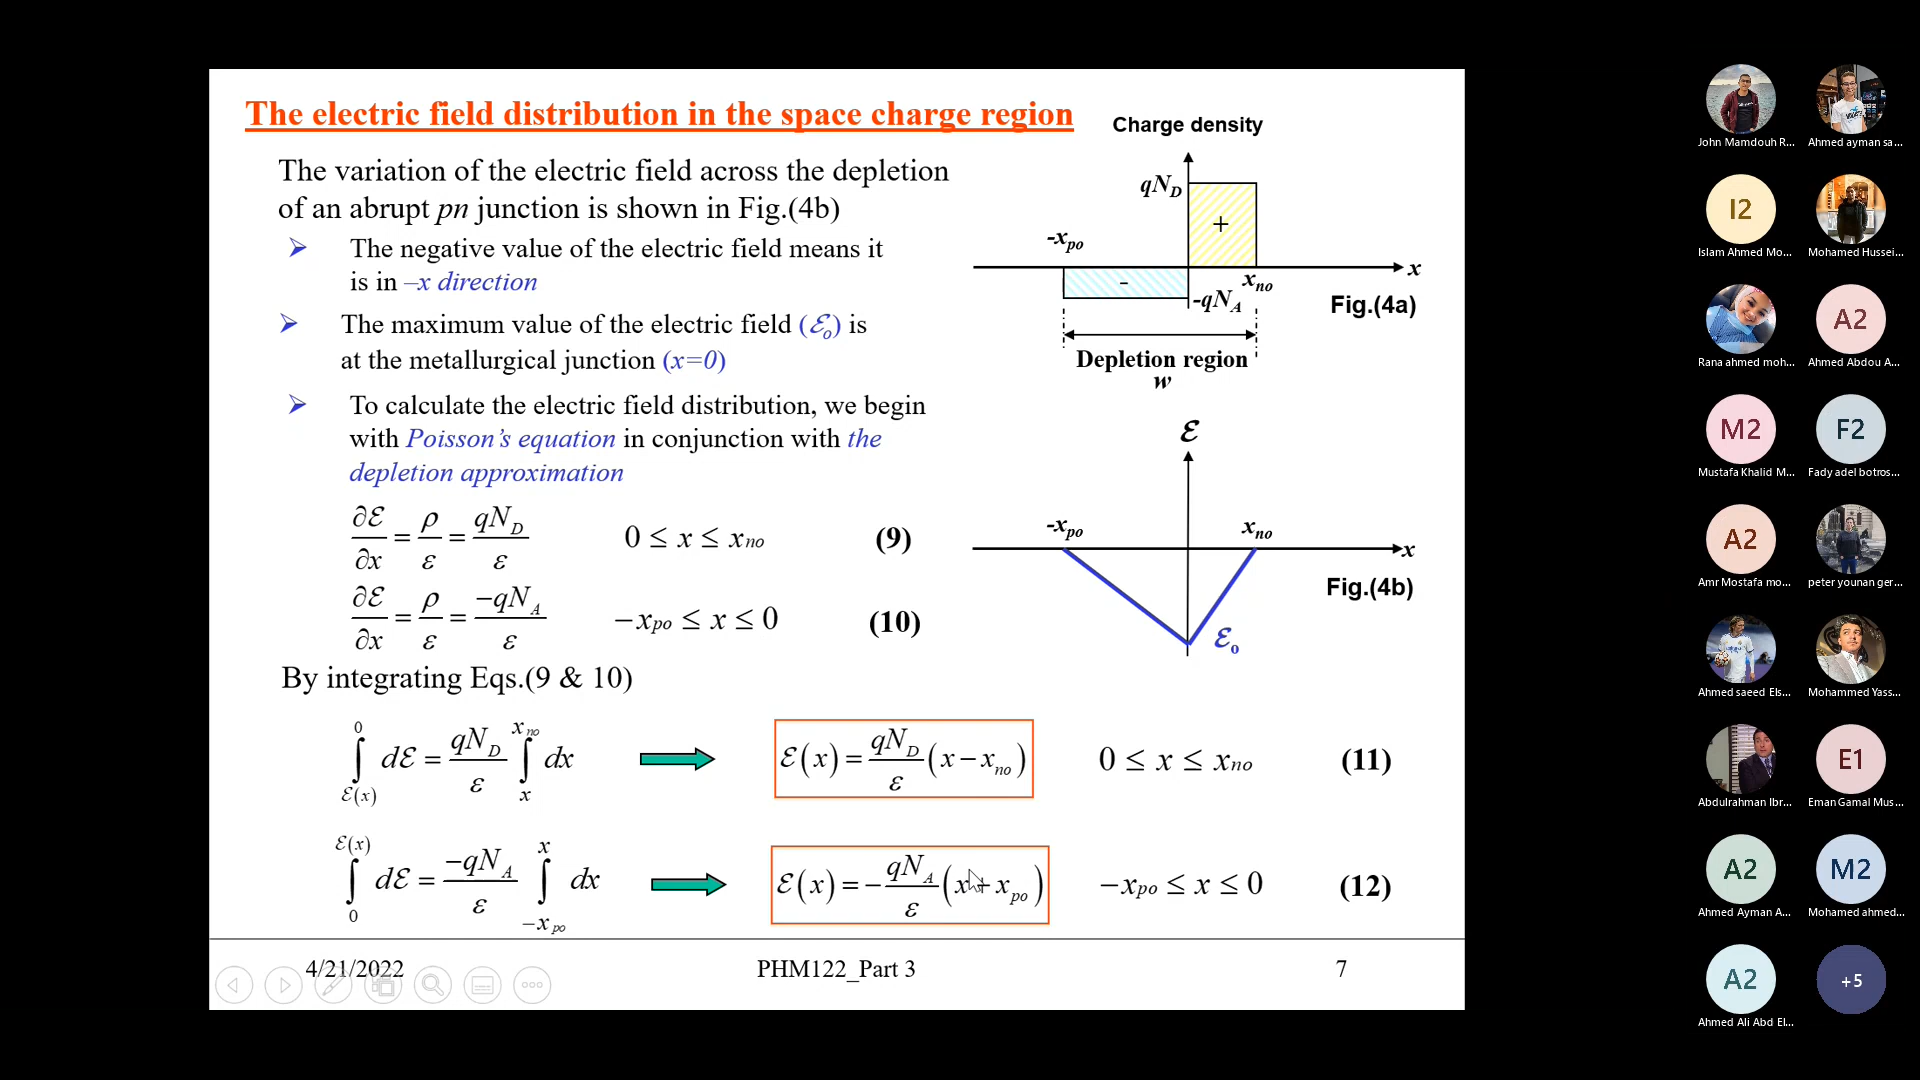 The electric field distribution in the space charge region
The variation of the electric field across the depletion
of an abrupt pn junction is shown in Fig.(4b)
➢ The negative value of the electric field means it
is in –x direction
➢ The maximum value of the electric field (ℰo) is
at the metallurgical junction (x=0)
➢ To calculate the electric field distribution, we begin
with Poisson's equation in conjunction with the
depletion approximation
∂ℰ/∂x = ρ/ε = qN_D/ε    0 ≤ x ≤ x_no    (9)
∂ℰ/∂x = ρ/ε = −qN_A/ε    −x_po ≤ x ≤ 0    (10)
By integrating Eqs.(9 & 10)
∫_{ℰ(x)}^{0} dℰ = qN_D/ε ∫_{x}^{x_no} dx    ℰ(x) = qN_D/ε (x − x_no)    0 ≤ x ≤ x_no    (11)
∫_{0}^{ℰ(x)} dℰ = −qN_A/ε ∫_{−x_po}^{x} dx    ℰ(x) = − qN_A/ε (x + x_po)    −x_po ≤ x ≤ 0    (12)
Charge density
qN_D
+
-x_po
x
-
-qN_A
x_no
Fig.(4a)
Depletion region
w
ℰ
-x_po
x_no
x
Fig.(4b)
ℰ_o
4/21/2022
PHM122_Part 3
7
John Mamdouh R...
Ahmed ayman sa...
I2
Islam Ahmed Mo...
Mohamed Hussei...
Rana ahmed moh...
A2
Ahmed Abdou A...
M2
Mustafa Khalid M...
F2
Fady adel botros...
A2
Amr Mostafa mo...
peter younan ger...
Ahmed saeed Els...
Mohammed Yass...
Abdulrahman Ibr...
E1
Eman Gamal Mus...
A2
Ahmed Ayman A...
M2
Mohamed ahmed...
A2
Ahmed Ali Abd El...
+5